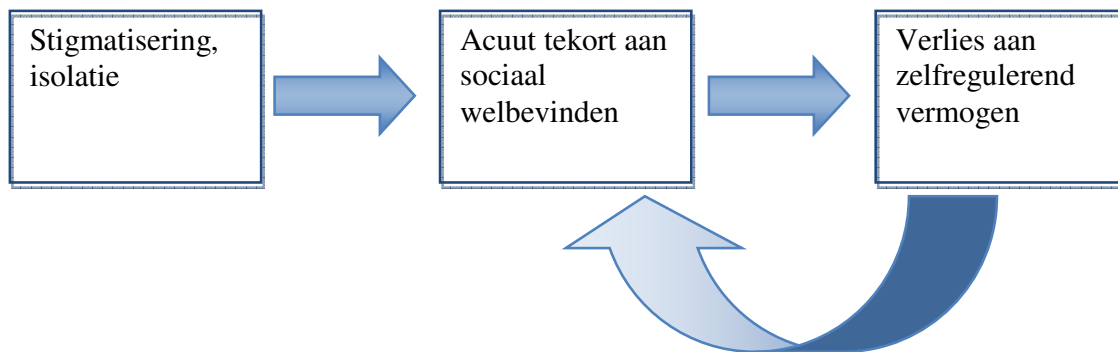 Stigmatisering,
isolatie
Acuut tekort aan
sociaal
welbevinden
Verlies aan
zelfregulerend
vermogen